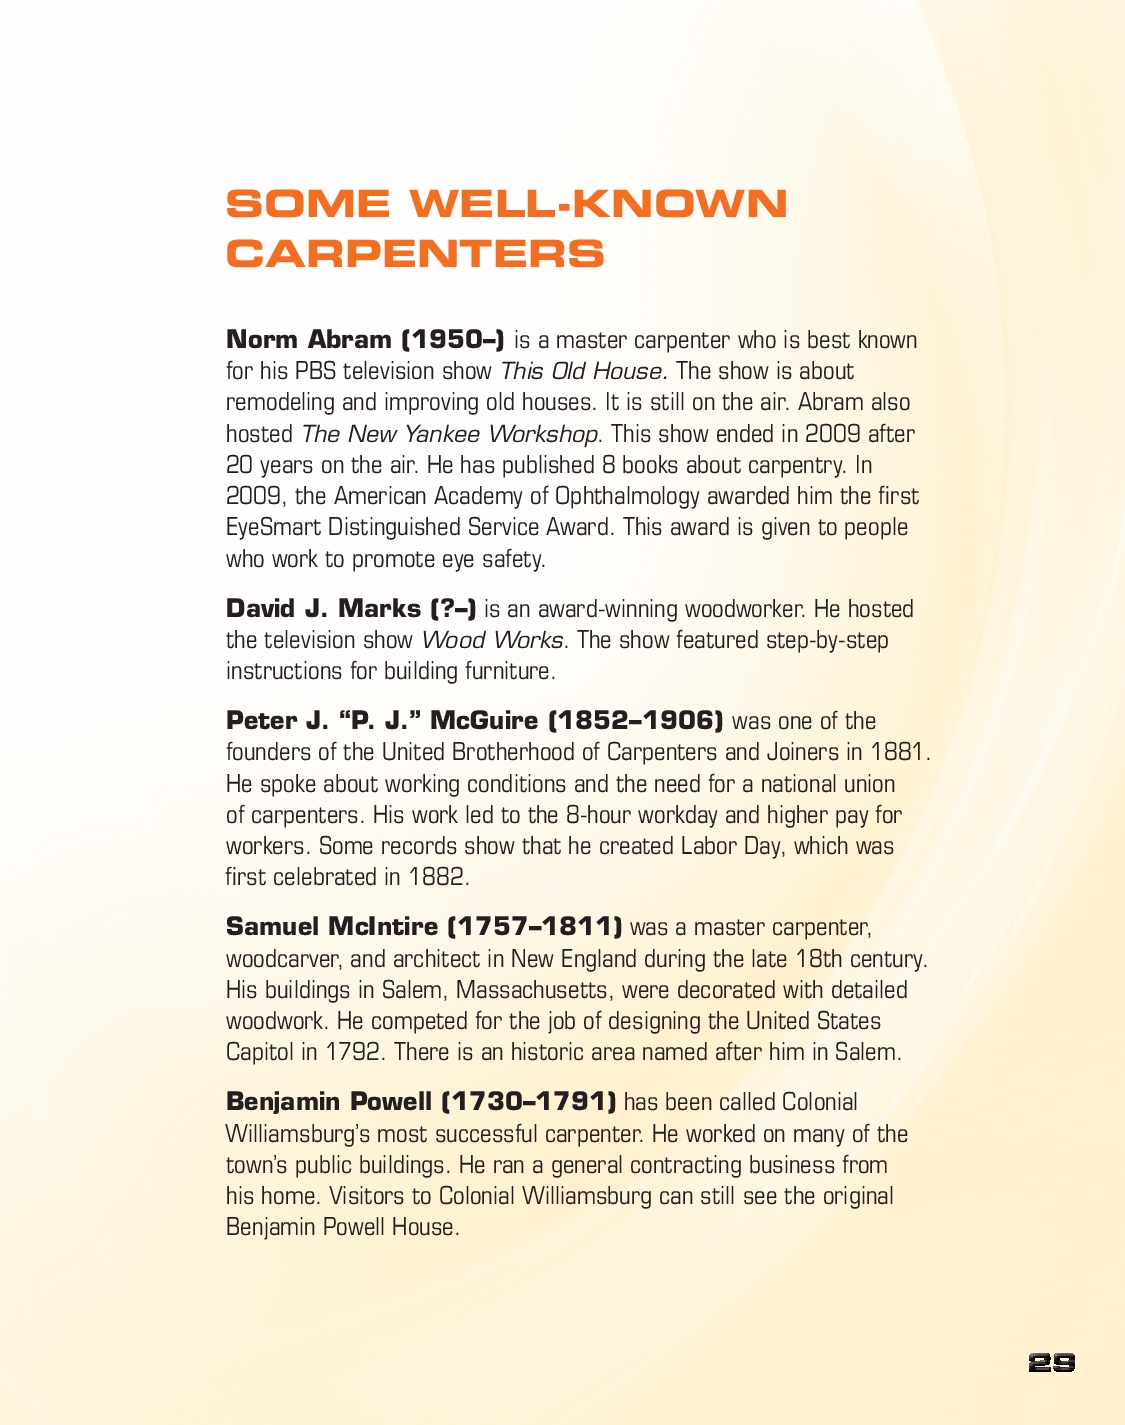 SOME WELL-KNOWN
CARPENTERS
Norm Abram (1950–) is a master carpenter who is best known
for his PBS television show This Old House. The show is about
remodeling and improving old houses. It is still on the air. Abram also
hosted The New Yankee Workshop. This show ended in 2009 after
20 years on the air. He has published 8 books about carpentry. In
2009, the American Academy of Ophthalmology awarded him the first
EyeSmart Distinguished Service Award. This award is given to people
who work to promote eye safety.
David J. Marks (?–) is an award-winning woodworker. He hosted
the television show Wood Works. The show featured step-by-step
instructions for building furniture.
Peter J. “P. J.” McGuire (1852–1906) was one of the
founders of the United Brotherhood of Carpenters and Joiners in 1881.
He spoke about working conditions and the need for a national union
of carpenters. His work led to the 8-hour workday and higher pay for
workers. Some records show that he created Labor Day, which was
first celebrated in 1882.
Samuel McIntire (1757–1811) was a master carpenter,
woodcarver, and architect in New England during the late 18th century.
His buildings in Salem, Massachusetts, were decorated with detailed
woodwork. He competed for the job of designing the United States
Capitol in 1792. There is an historic area named after him in Salem.
Benjamin Powell (1730–1791) has been called Colonial
Williamsburg’s most successful carpenter. He worked on many of the
town’s public buildings. He ran a general contracting business from
his home. Visitors to Colonial Williamsburg can still see the original
Benjamin Powell House.
29